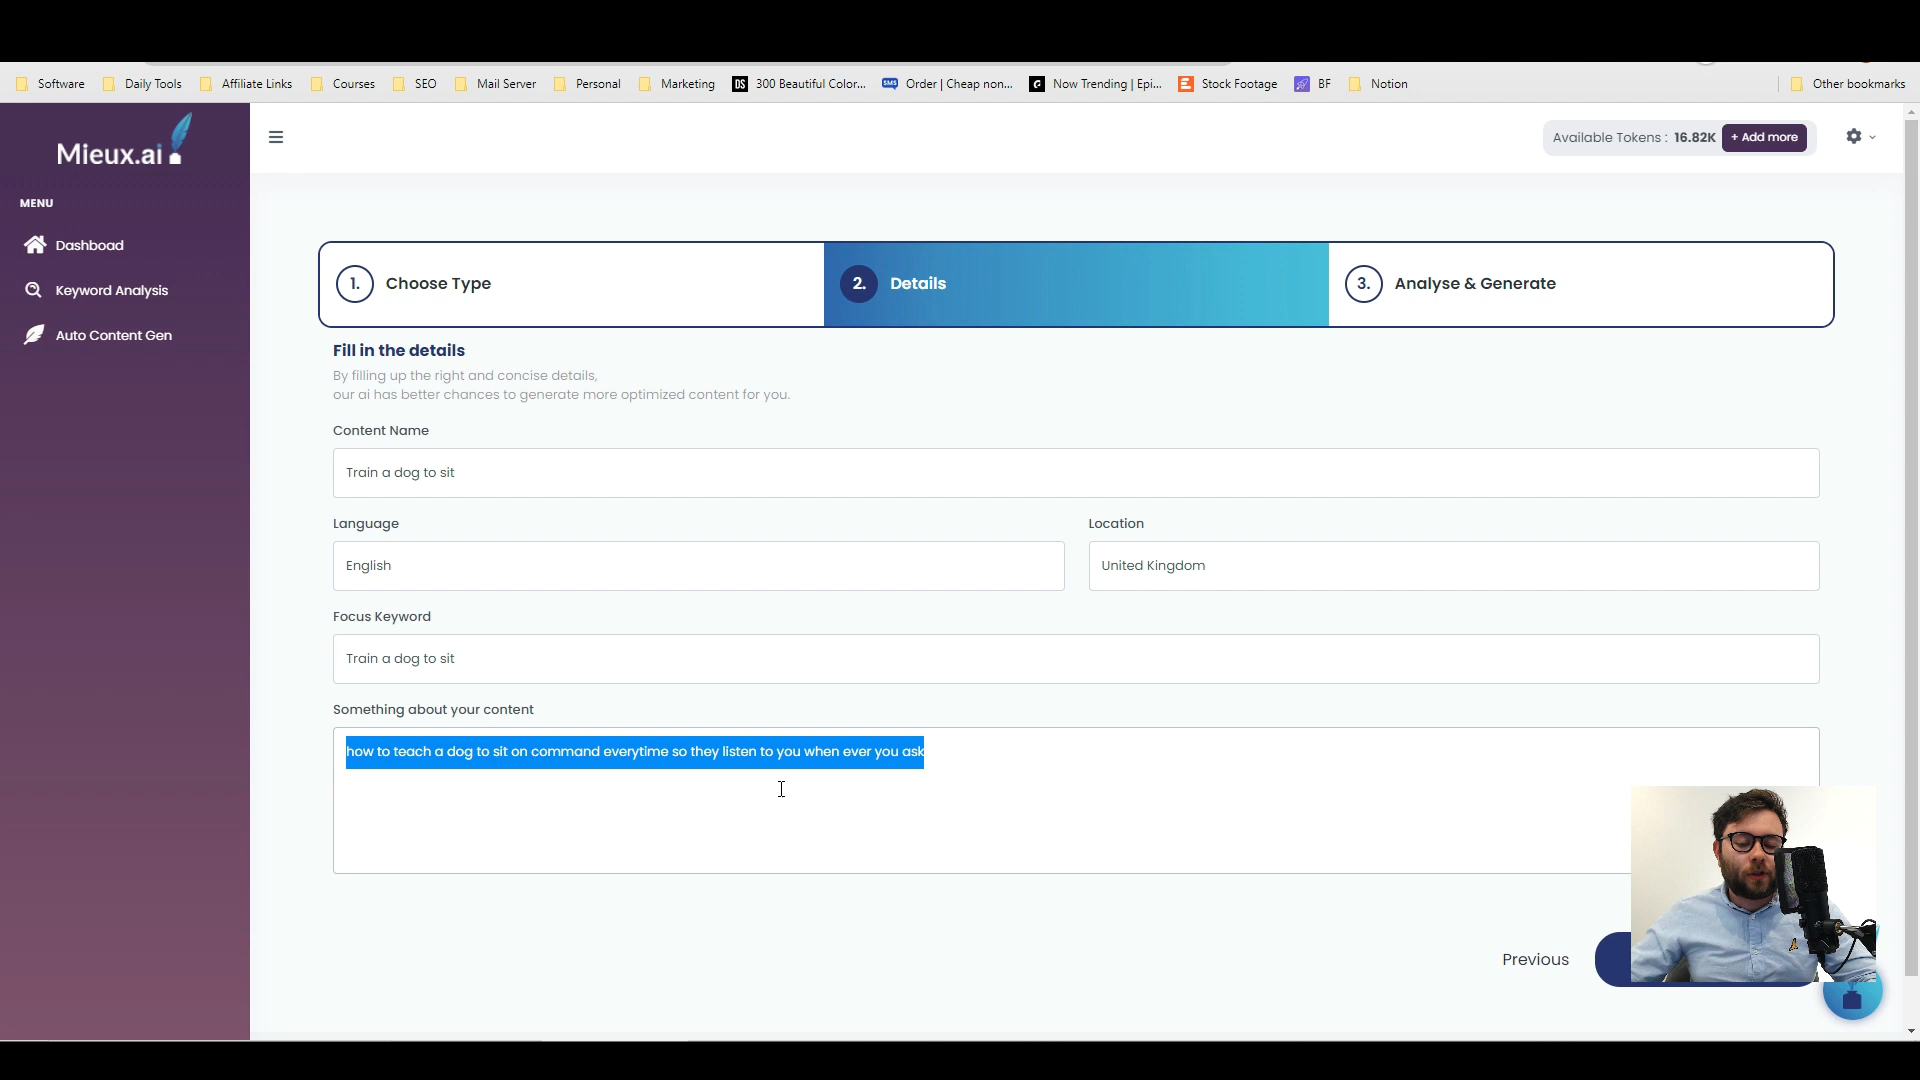 Software
Daily Tools
Affiliate Links
Courses
SEO
Mail Server
Personal
Marketing
DS
300 Beautiful Color...
SMS
Order | Cheap non...
Now Trending | Epi...
Stock Footage
BF
Notion
Other bookmarks
Mieux.ai
Available Tokens : 16.82K
+ Add more
MENU
Dashboad
Keyword Analysis
Auto Content Gen
1. Choose Type
2. Details
3. Analyse & Generate
Fill in the details
By filling up the right and concise details,
our ai has better chances to generate more optimized content for you.
Content Name
Train a dog to sit
Language
Location
English
United Kingdom
Focus Keyword
Train a dog to sit
Something about your content
how to teach a dog to sit on command everytime so they listen to you when ever you ask
Previous